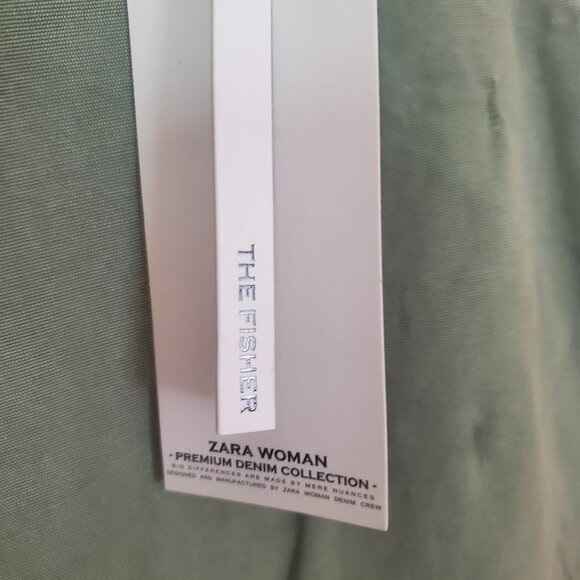 THE FISHER
ZARA WOMAN
- PREMIUM DENIM COLLECTION -
BIG DIFFERENCES ARE MADE BY MERE NUANCES
DESIGNED AND MANUFACTURED BY ZARA WOMAN DENIM CREW